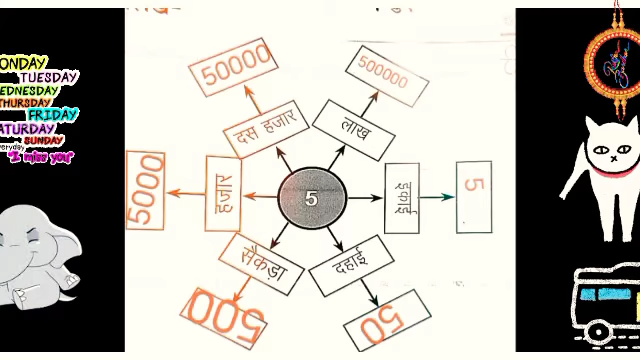 MONDAY
TUESDAY
WEDNESDAY
THURSDAY
FRIDAY
SATURDAY
SUNDAY
everyday
"I miss you"
50000
500000
दस हजार
लाख
5000
हजार
5
इकाई
5
सैकड़ा
दहाई
500
50